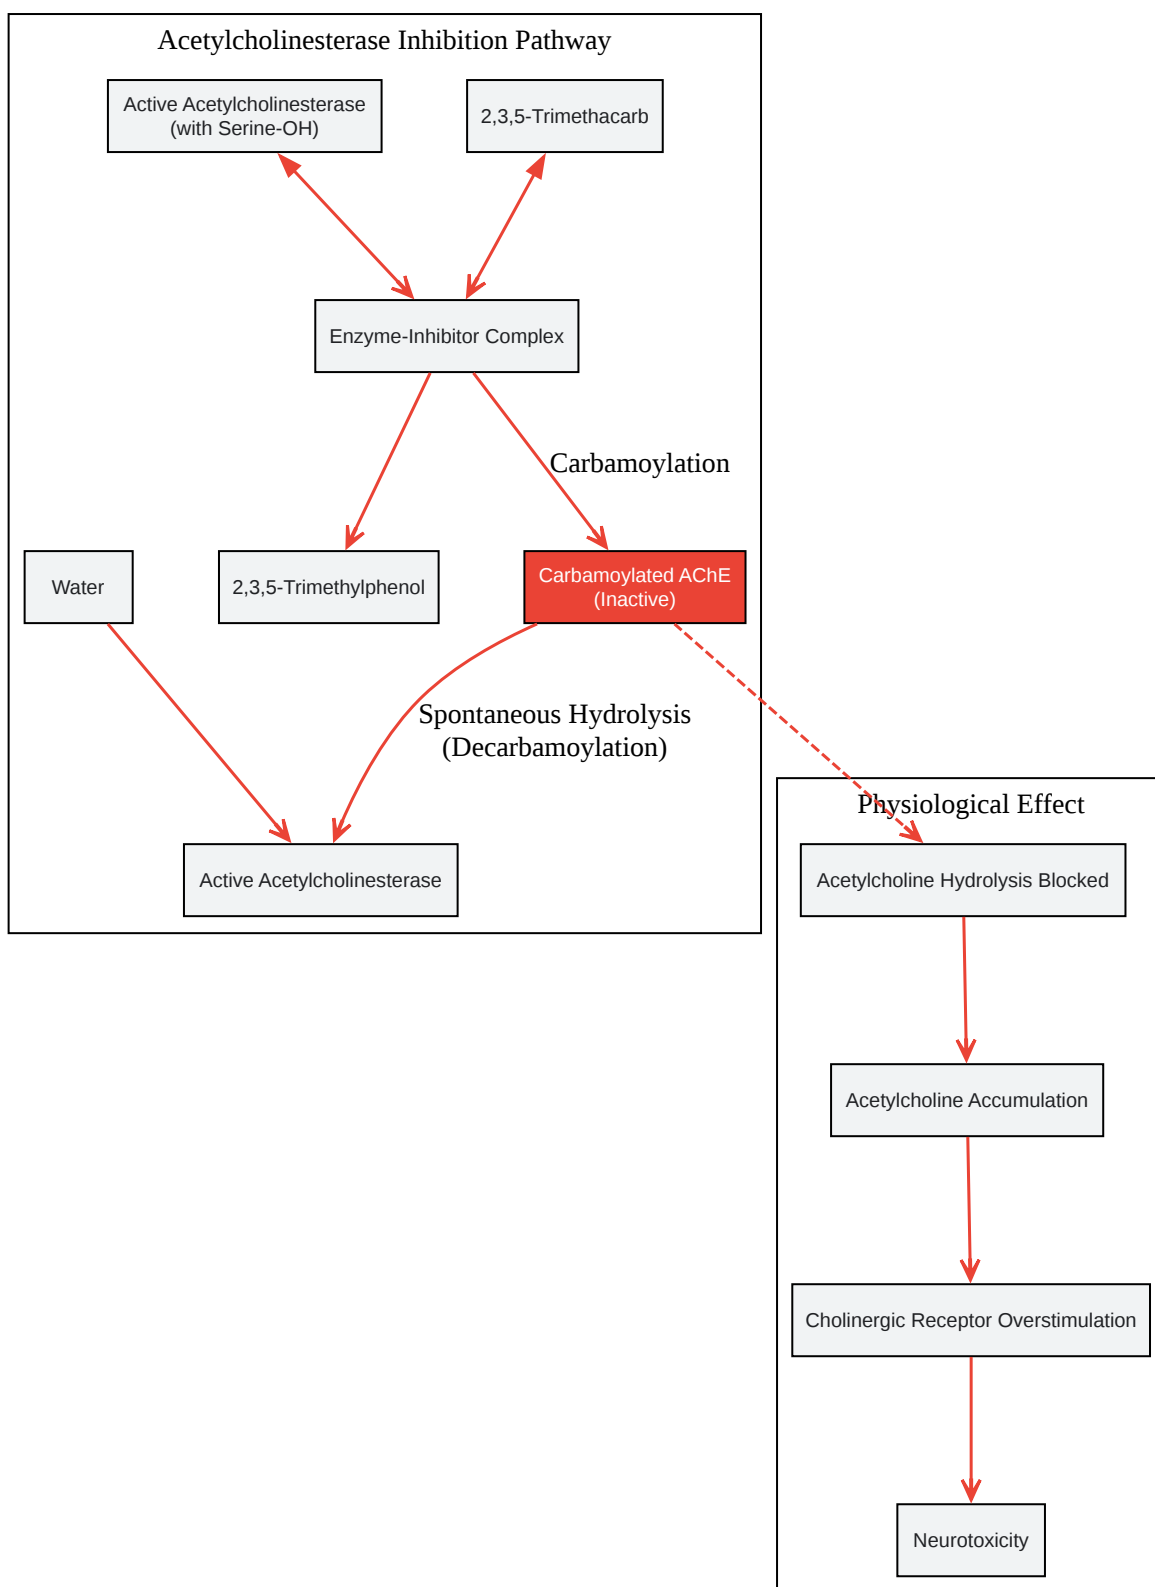 Acetylcholinesterase Inhibition Pathway
Active Acetylcholinesterase
(with Serine-OH)
2,3,5-Trimethacarb
Enzyme-Inhibitor Complex
Carbamoylation
Water
2,3,5-Trimethylphenol
Carbamoylated AChE
(Inactive)
Spontaneous Hydrolysis
(Decarbamoylation)
Active Acetylcholinesterase
Physiological Effect
Acetylcholine Hydrolysis Blocked
Acetylcholine Accumulation
Cholinergic Receptor Overstimulation
Neurotoxicity